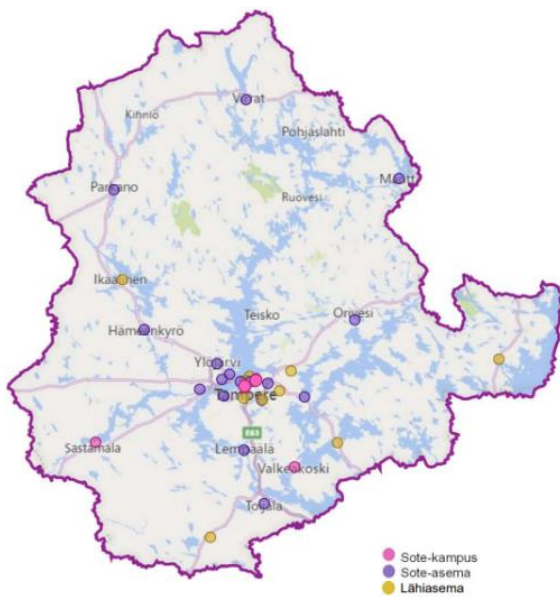 Virrat
Kihniö
Pohjaslahti
Mäntt
Parkano
Ruovesi
Ikaalinen
Teisko
Orivesi
Hämeenkyrö
Ylöjärvi
Tampere
E63
Sastamala
Lempäälä
Valkeakoski
Toijala
Sote-kampus
Sote-asema
Lähiasema